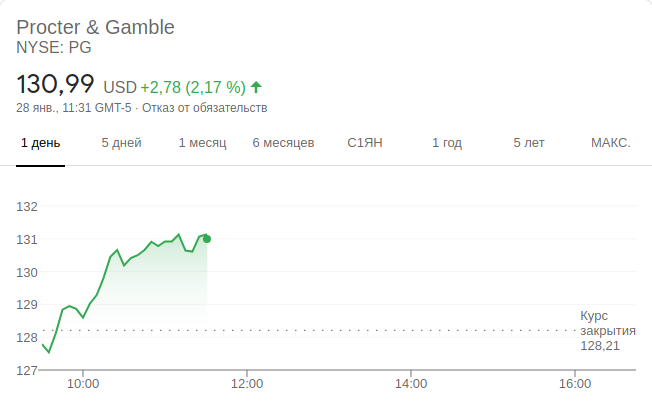 Procter & Gamble
NYSE: PG
130,99 USD +2,78 (2,17 %)
28 янв., 11:31 GMT-5 · Отказ от обязательств
1 день 5 дней 1 месяц 6 месяцев С1ЯН 1 год 5 лет МАКС.
132
131
130
129
128
127
Курс
закрытия
128,21
10:00 12:00 14:00 16:00